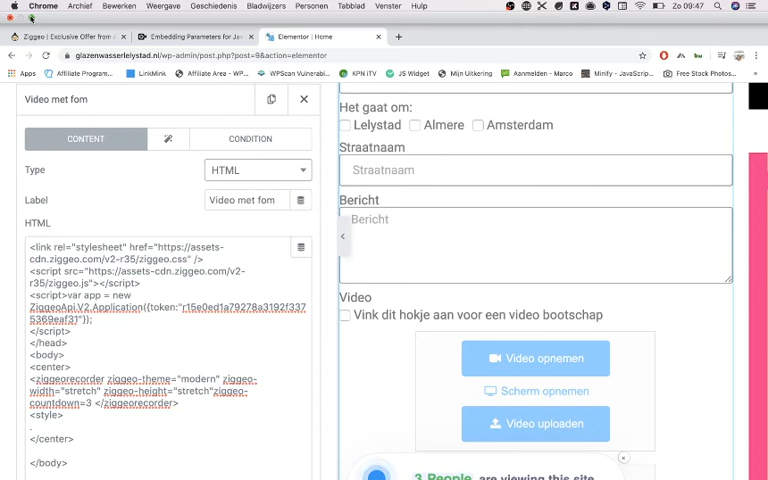 Chrome Archief Bewerken Weergave Geschiedenis Bladwijzers Personen Tabblad Venster Hulp Zo 09:47
Ziggeo | Exclusive Offer from A Embedding Parameters for Ja Elementor | Home
glazenwasserlelystad.nl/wp-admin/post.php?post=9&action=elementor
Apps Affiliate Program... LinkMink Affiliate Area - WP... WPScan Vulnerabi... KPN iTV JS Widget Mijn Uitkering Aanmelden - Marco Minify - JavaScrip... Free Stock Photos...
Video met fom
CONTENT CONDITION
Type HTML
Label Video met fom
HTML
<link rel="stylesheet" href="https://assets-
cdn.ziggeo.com/v2-r35/ziggeo.css" />
<script src="https://assets-cdn.ziggeo.com/v2-
r35/ziggeo.js"></script>
<script>var app = new
ZiggeoApi.V2.Application({token:"r15e0ed1a79278a3192f337
5369eaf31"});
</script>
</head>
<body>
<center>
<ziggeorecorder ziggeo-theme="modern" ziggeo-
width="stretch" ziggeo-height="stretch"ziggeo-
countdown=3 </ziggeorecorder>
<style>
.
</center>
</body>
Het gaat om:
Lelystad Almere Amsterdam
Straatnaam
Straatnaam
Bericht
Bericht
Video
Vink dit hokje aan voor een video bootschap
Video opnemen
Scherm opnemen
Video uploaden
3 People are viewing this site